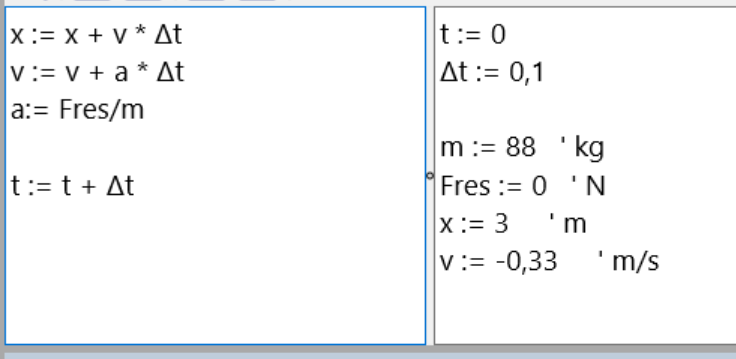 x := x + v * Δt
v := v + a * Δt
a:= Fres/m
t := t + Δt
t := 0
Δt := 0,1
m := 88 ' kg
Fres := 0 ' N
x := 3 ' m
v := -0,33 ' m/s